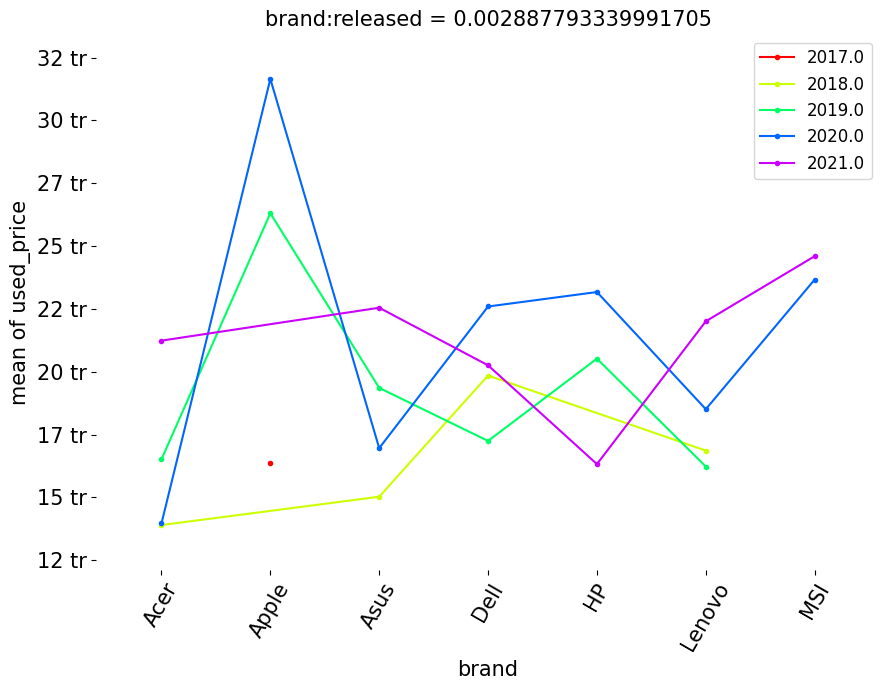 brand:released = 0.002887793339991705
32 tr
30 tr
27 tr
25 tr
22 tr
20 tr
17 tr
15 tr
12 tr
mean of used_price
2017.0
2018.0
2019.0
2020.0
2021.0
Acer
Apple
Asus
Dell
HP
Lenovo
MSI
brand